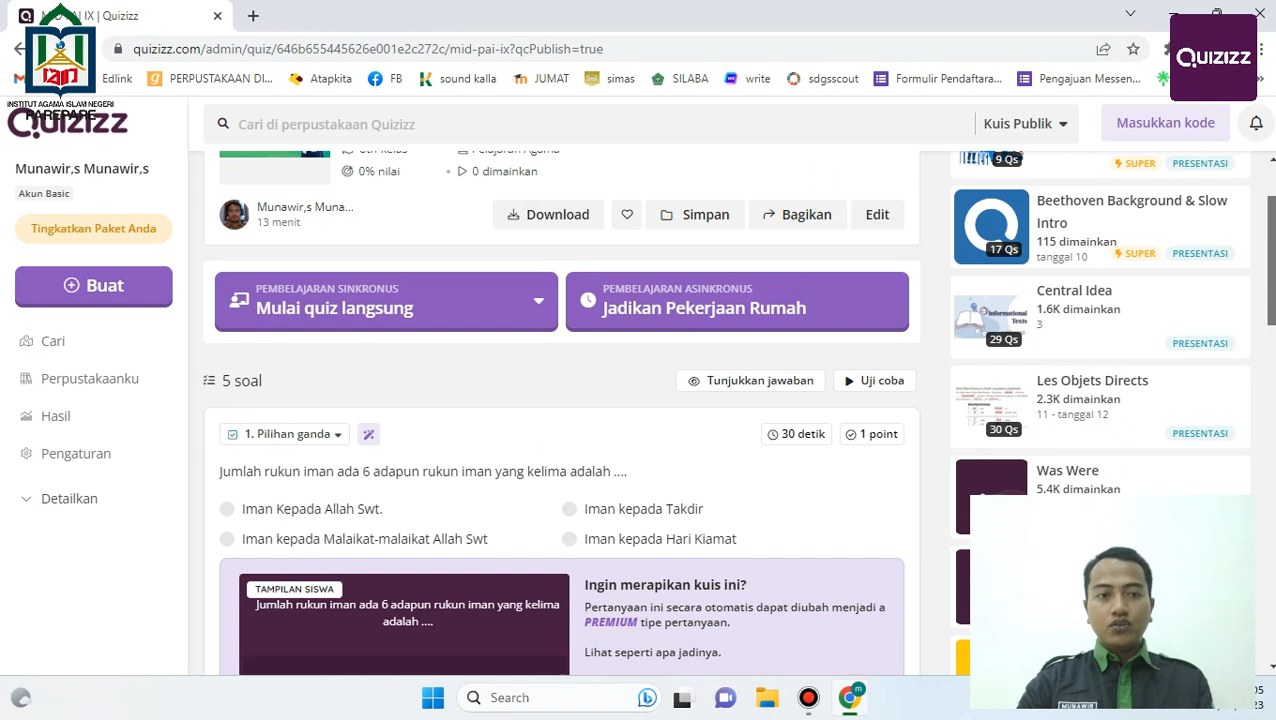 MID PAI IX | Quizizz
quizizz.com/admin/quiz/646b655445626e001e2c272c/mid-pai-ix?qcPublish=true
QUIZIZZ
Edlink
PERPUSTAKAAN DI...
Atapkita
FB
sound kalla
JUMAT
simas
SILABA
write
sdgsscout
Formulir Pendaftara...
Pengajuan Messen...
INSTITUT AGAMA ISLAM NEGERI
PAREPARE
Quizizz
Cari di perpustakaan Quizizz
Kuis Publik
Masukkan kode
Munawir,s Munawir,s
Akun Basic
Tingkatkan Paket Anda
Buat
Cari
Perpustakaanku
Hasil
Pengaturan
Detailkan
Pelajaran Agama
0% nilai
0 dimainkan
Munawir,s Muna...
13 menit
Download
Simpan
Bagikan
Edit
PEMBELAJARAN SINKRONUS
Mulai quiz langsung
PEMBELAJARAN ASINKRONUS
Jadikan Pekerjaan Rumah
5 soal
Tunjukkan jawaban
Uji coba
1. Pilihan ganda
30 detik
1 point
Jumlah rukun iman ada 6 adapun rukun iman yang kelima adalah ....
Iman Kepada Allah Swt.
Iman kepada Takdir
Iman kepada Malaikat-malaikat Allah Swt
Iman kepada Hari Kiamat
TAMPILAN SISWA
Jumlah rukun iman ada 6 adapun rukun iman yang kelima
adalah ....
Ingin merapikan kuis ini?
Pertanyaan ini secara otomatis dapat diubah menjadi a
PREMIUM tipe pertanyaan.
Lihat seperti apa jadinya.
9 Qs
SUPER
PRESENTASI
Beethoven Background & Slow
Intro
17 Qs
115 dimainkan
tanggal 10
SUPER
PRESENTASI
Central Idea
1.6K dimainkan
3
Informational
Texts
29 Qs
PRESENTASI
Les Objets Directs
2.3K dimainkan
11 - tanggal 12
30 Qs
PRESENTASI
Was Were
5.4K dimainkan
MUNAWIR
Search